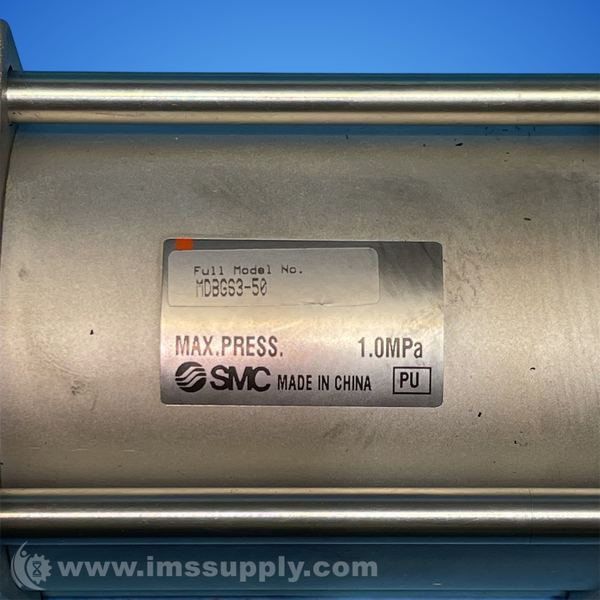 Full Model No.
MDBGS3-50
MAX.PRESS. 1.0MPa
SMC MADE IN CHINA PU
www.imssupply.com